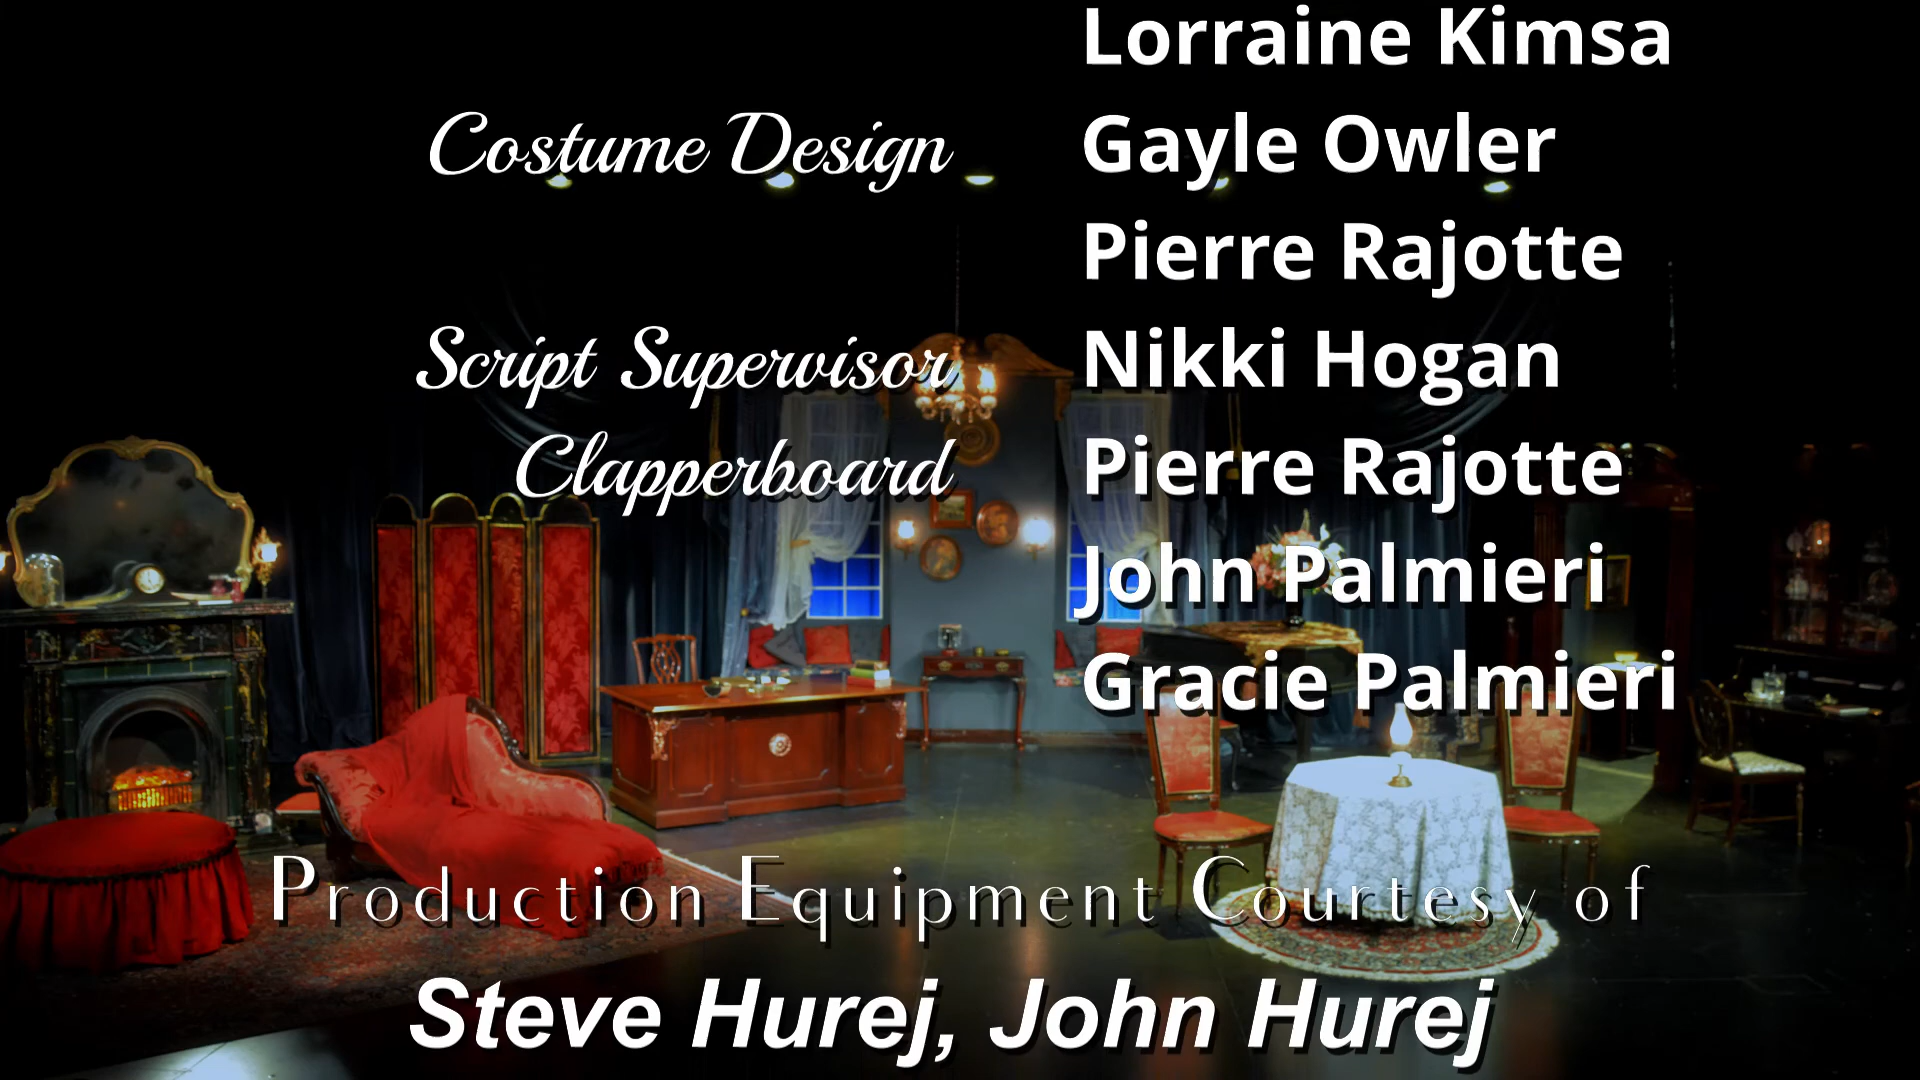 Lorraine Kimsa
Costume Design Gayle Owler
Pierre Rajotte
Script Supervisor Nikki Hogan
Clapperboard Pierre Rajotte
John Palmieri
Gracie Palmieri
Production Equipment Courtesy of
Steve Hurej, John Hurej